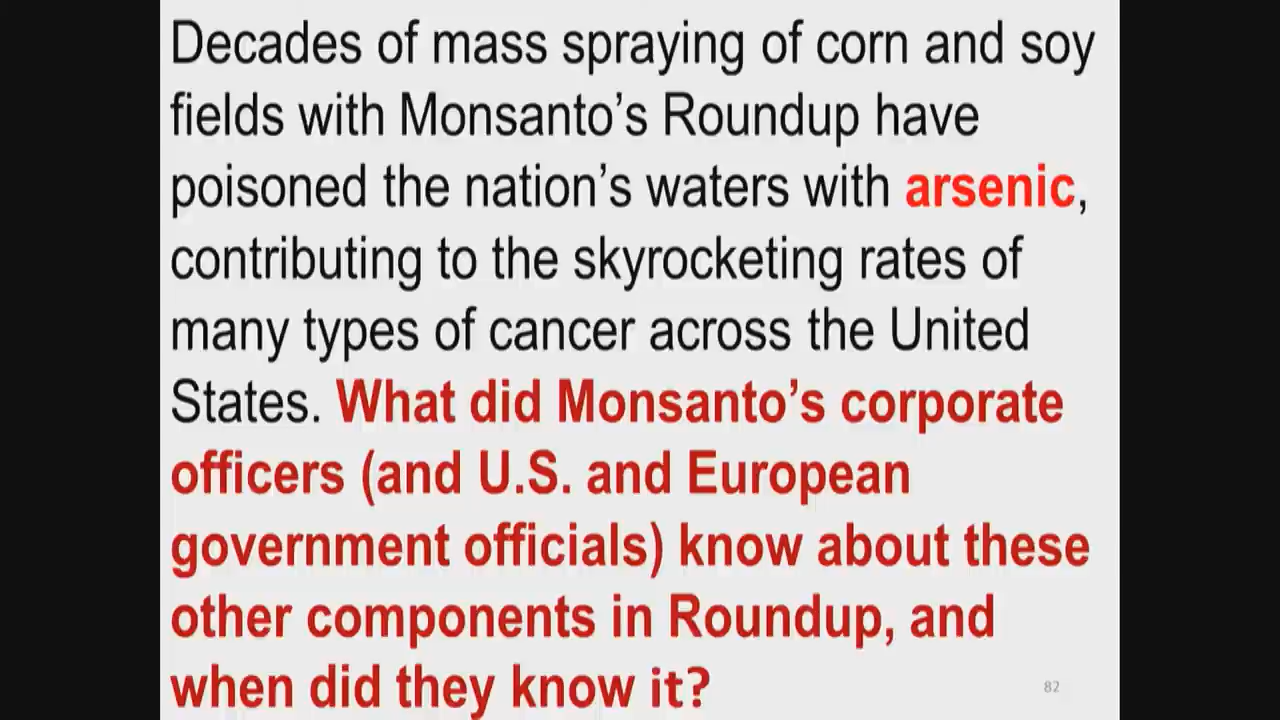 Decades of mass spraying of corn and soy
fields with Monsanto's Roundup have
poisoned the nation's waters with arsenic,
contributing to the skyrocketing rates of
many types of cancer across the United
States. What did Monsanto's corporate
officers (and U.S. and European
government officials) know about these
other components in Roundup, and
when did they know it?
82